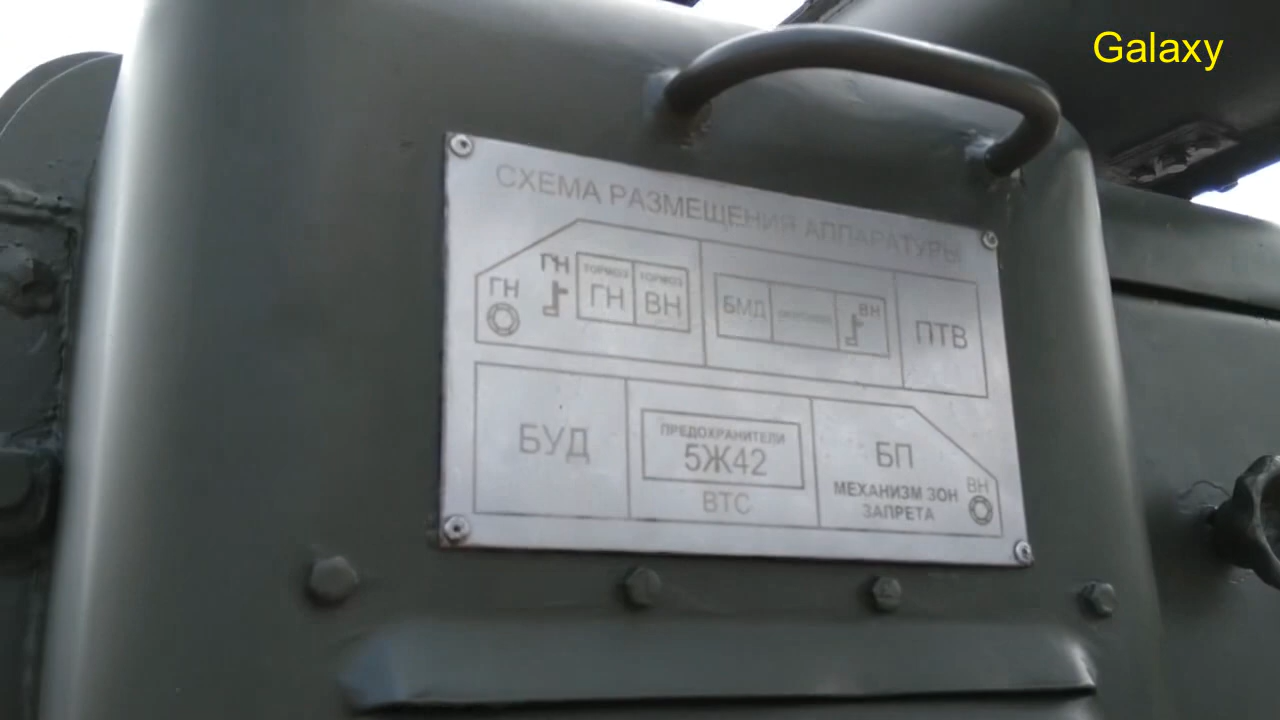 Galaxy
СХЕМА РАЗМЕЩЕНИЯ АППАРАТУРЫ
ГН
ГН
ТОРМОЗ
ГН
ТОРМОЗ
ВН
БМД
ВН
ПТВ
БУД
ПРЕДОХРАНИТЕЛИ
5Ж42
ВТС
БП
МЕХАНИЗМ ЗОН
ЗАПРЕТА
ВН